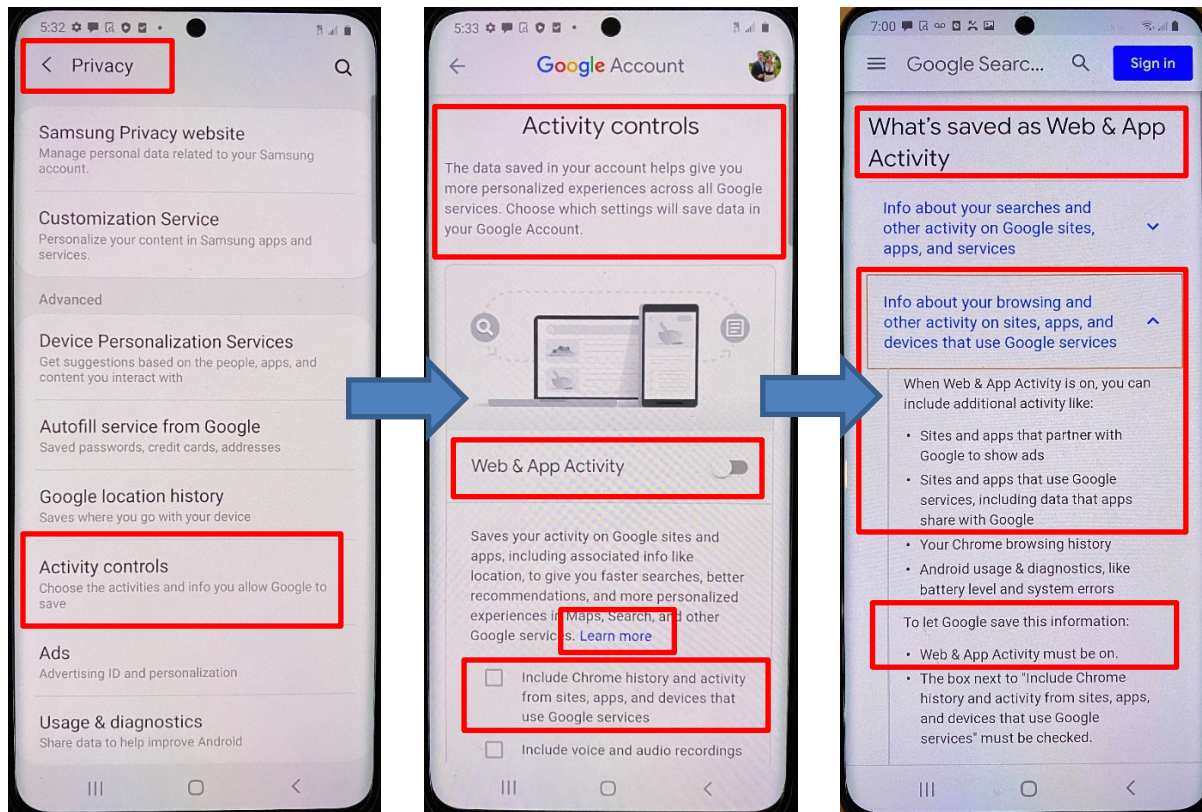 5:32
Privacy
Samsung Privacy website
Manage personal data related to your Samsung
account.
Customization Service
Personalize your content in Samsung apps and
services.
Advanced
Device Personalization Services
Get suggestions based on the people, apps, and
content you interact with
Autofill service from Google
Saved passwords, credit cards, addresses
Google location history
Saves where you go with your device
Activity controls
Choose the activities and info you allow Google to
save
Ads
Advertising ID and personalization
Usage & diagnostics
Share data to help improve Android
5:33
Google Account
Activity controls
The data saved in your account helps give you
more personalized experiences across all Google
services. Choose which settings will save data in
your Google Account.
Web & App Activity
Saves your activity on Google sites and
apps, including associated info like
location, to give you faster searches, better
recommendations, and more personalized
experiences in Maps, Search, and other
Google services. Learn more
Include Chrome history and activity
from sites, apps, and devices that
use Google services
Include voice and audio recordings
7:00
Google Searc...
Sign in
What's saved as Web & App
Activity
Info about your searches and
other activity on Google sites,
apps, and services
Info about your browsing and
other activity on sites, apps, and
devices that use Google services
When Web & App Activity is on, you can
include additional activity like:
• Sites and apps that partner with
Google to show ads
• Sites and apps that use Google
services, including data that apps
share with Google
• Your Chrome browsing history
• Android usage & diagnostics, like
battery level and system errors
To let Google save this information:
• Web & App Activity must be on.
• The box next to "Include Chrome
history and activity from sites, apps,
and devices that use Google
services" must be checked.